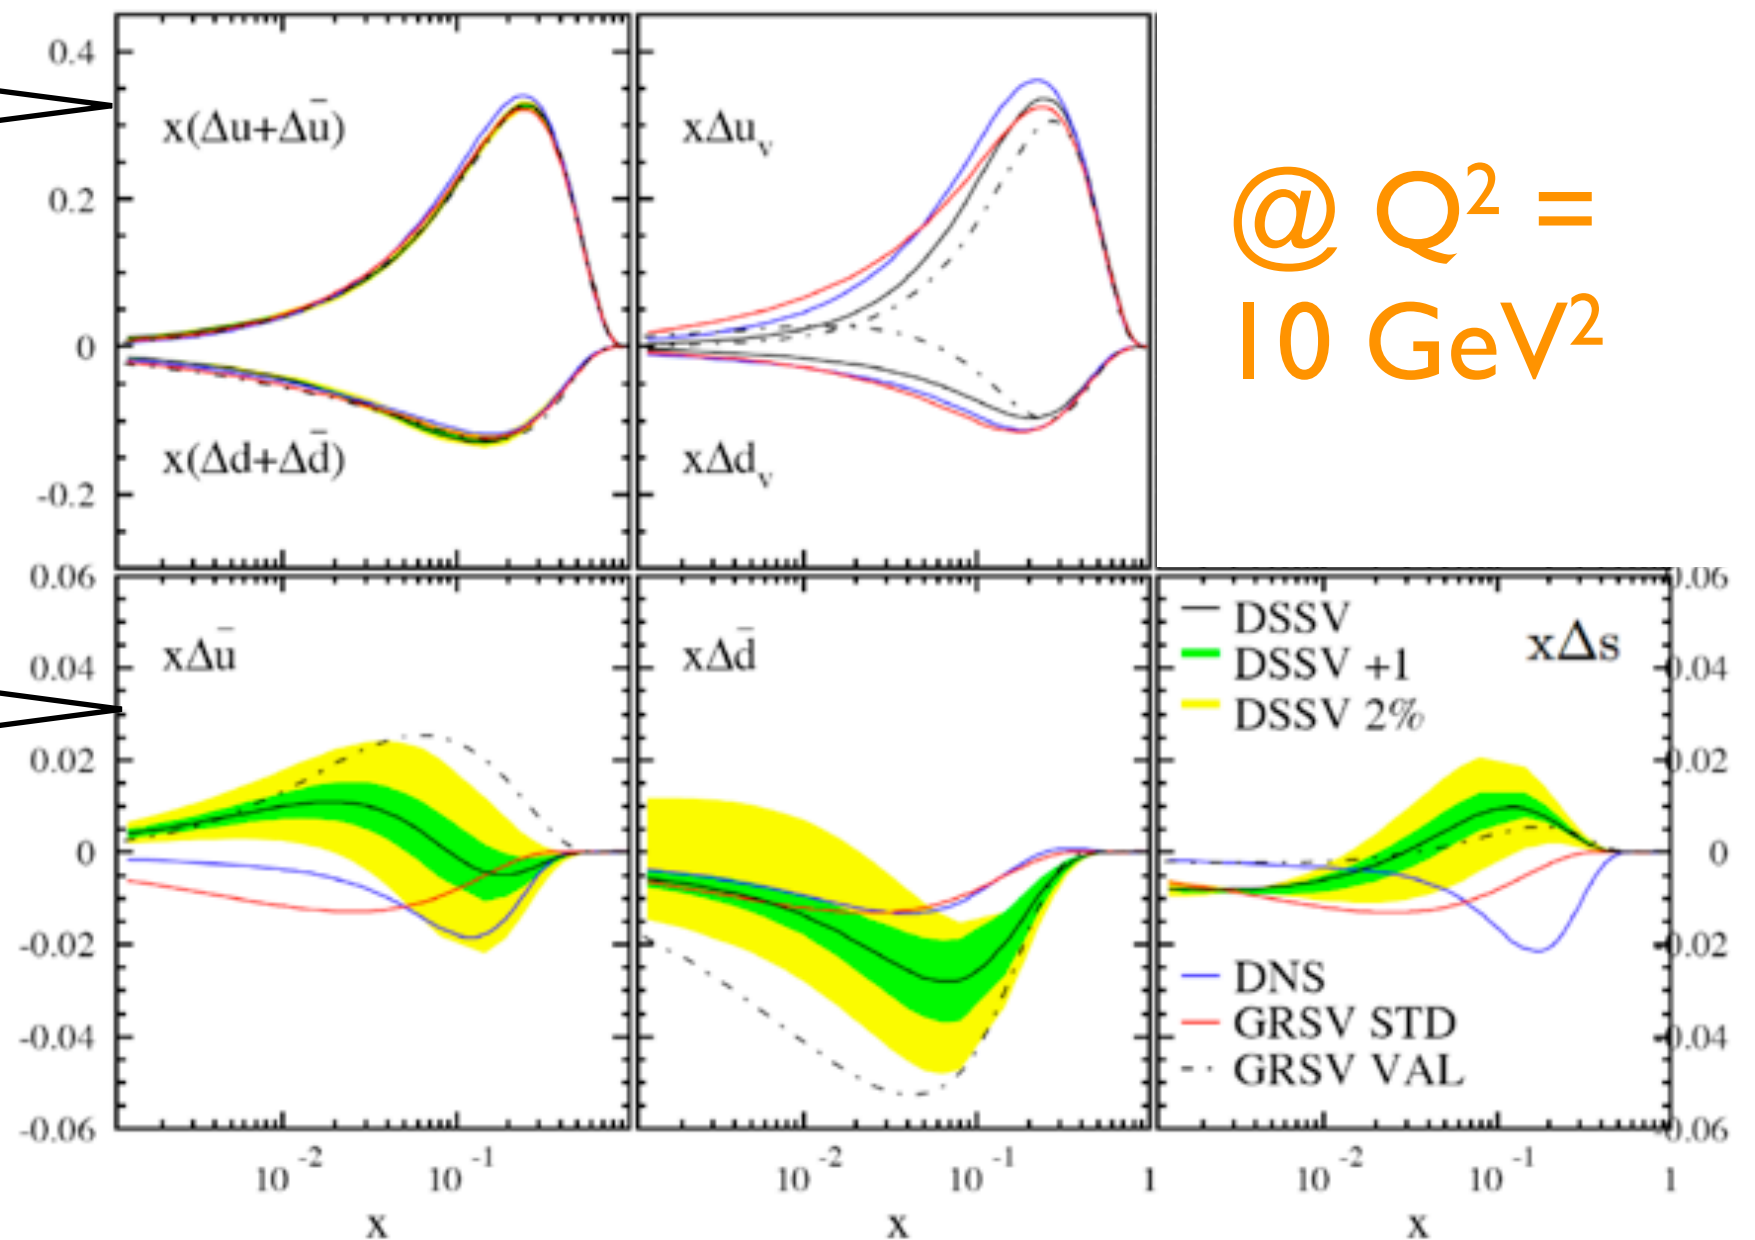 0.4
0.2
0
-0.2
x(Δu+Δū)
x(Δd+Δd̄)
xΔu_v
xΔd_v
@ Q² =
10 GeV²
0.06
0.04
0.02
0
-0.02
-0.04
-0.06
xΔū
xΔd̄
DSSV
DSSV +1
DSSV 2%
xΔs
DNS
GRSV STD
GRSV VAL
0.06
0.04
0.02
0
0.02
0.04
0.06
10⁻² 10⁻¹
10⁻² 10⁻¹ 1
10⁻² 10⁻¹ 1
x
x
x